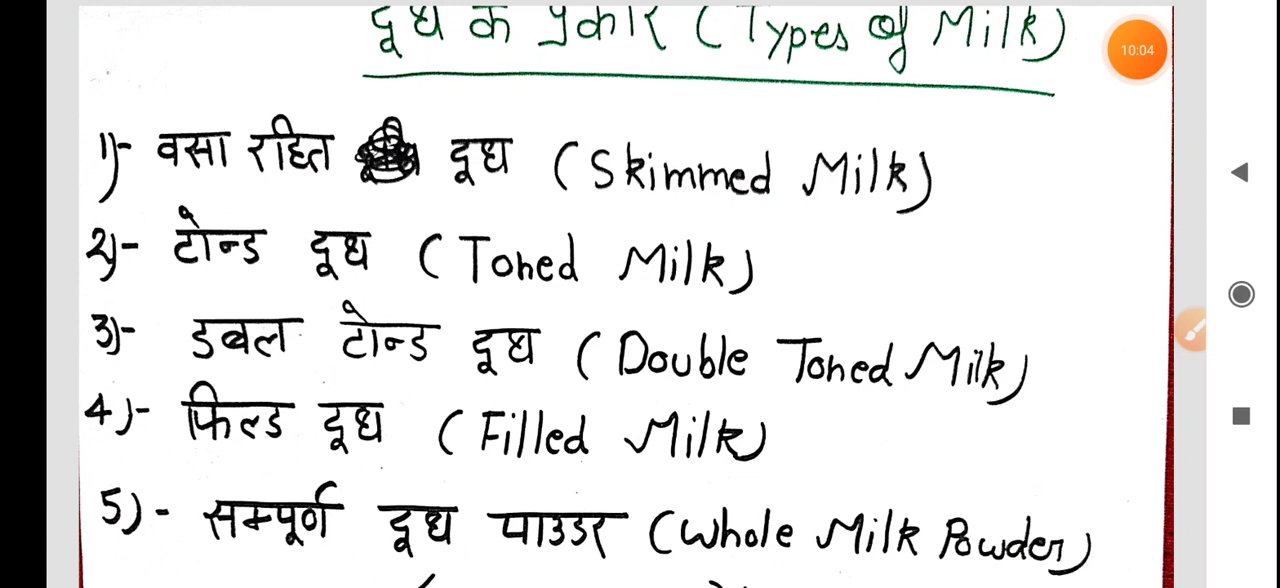 दूध के प्रकार (Types of Milk)
10:04
1)- वसा रहित दूध (Skimmed Milk)
2)- टोन्ड दूध (Toned Milk)
3)- डबल टोन्ड दूध (Double Toned Milk)
4)- फिल्ड दूध (Filled Milk)
5)- सम्पूर्ण दूध पाउडर (Whole Milk Powder)